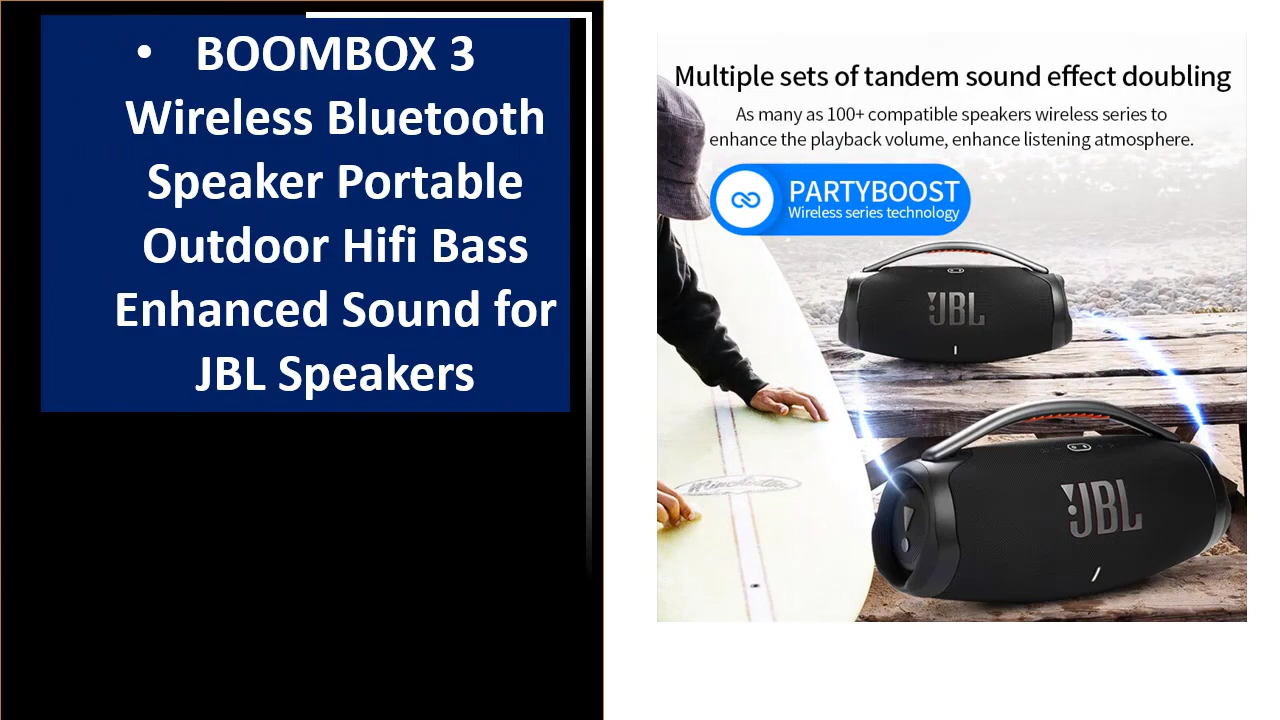 • BOOMBOX 3
Wireless Bluetooth
Speaker Portable
Outdoor Hifi Bass
Enhanced Sound for
JBL Speakers
Multiple sets of tandem sound effect doubling
As many as 100+ compatible speakers wireless series to
enhance the playback volume, enhance listening atmosphere.
PARTYBOOST
Wireless series technology
JBL
JBL